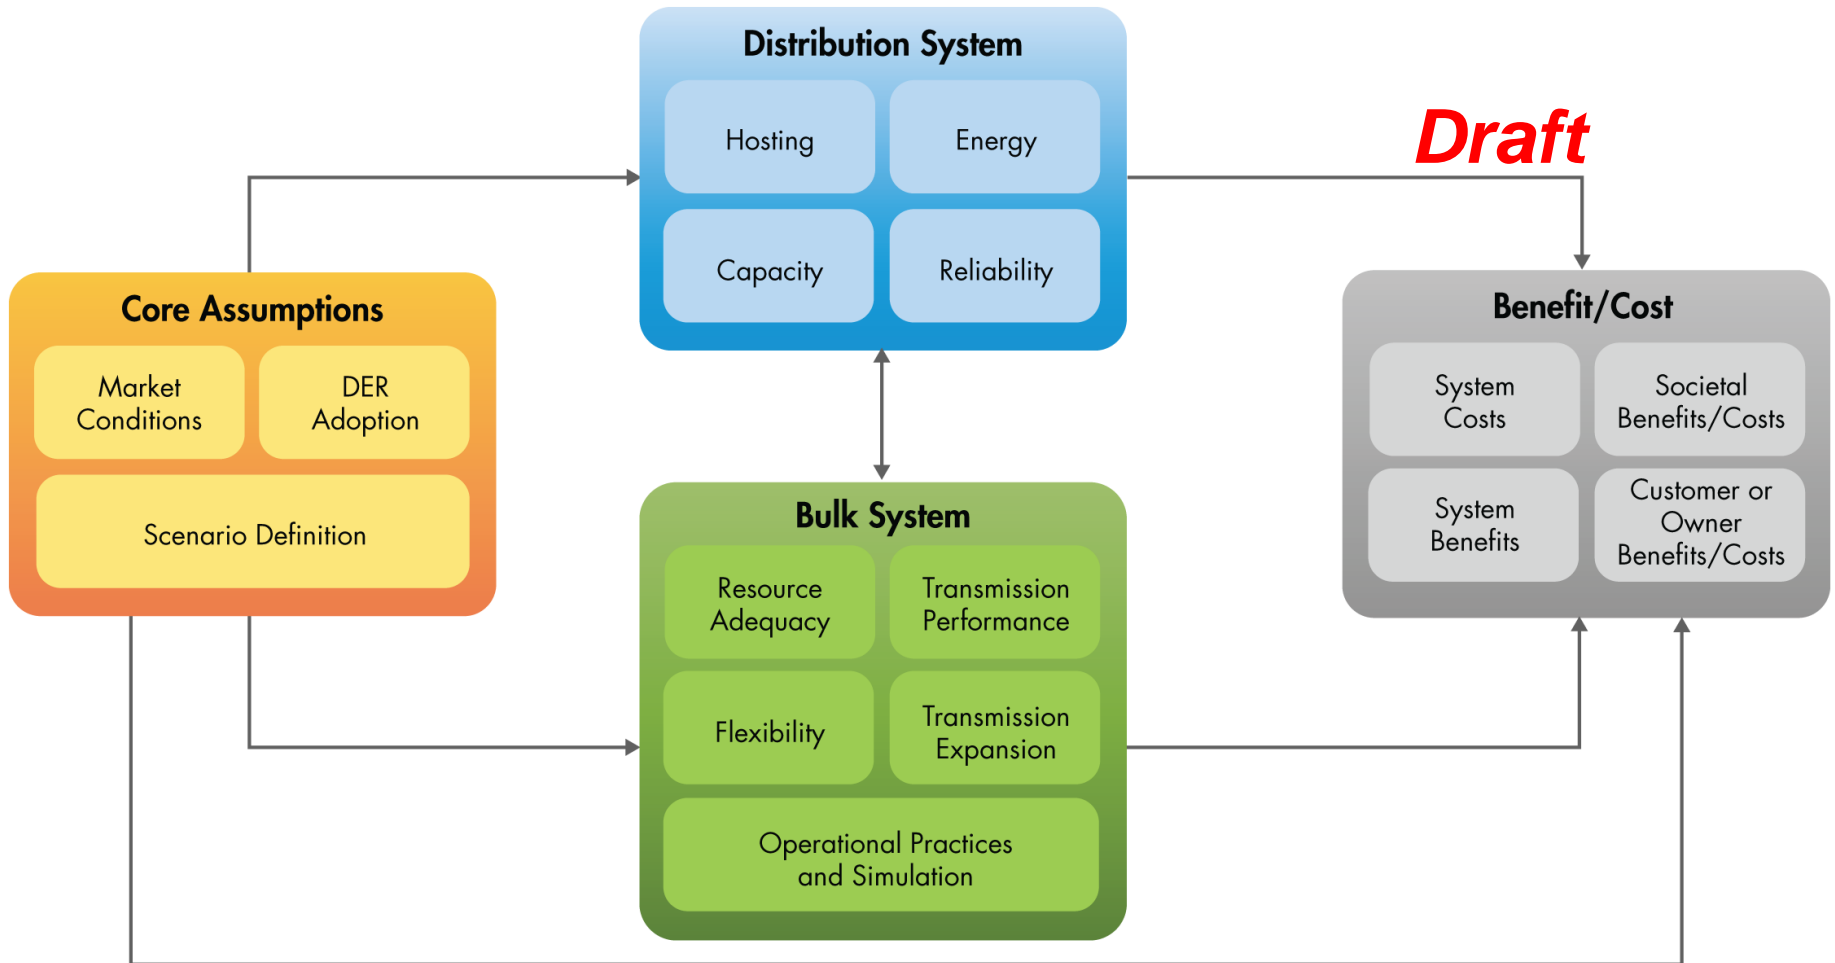 Distribution System
Hosting
Energy
Capacity
Reliability
Draft
Core Assumptions
Market
Conditions
DER
Adoption
Scenario Definition
Bulk System
Resource
Adequacy
Transmission
Performance
Flexibility
Transmission
Expansion
Operational Practices
and Simulation
Benefit/Cost
System
Costs
Societal
Benefits/Costs
System
Benefits
Customer or
Owner
Benefits/Costs